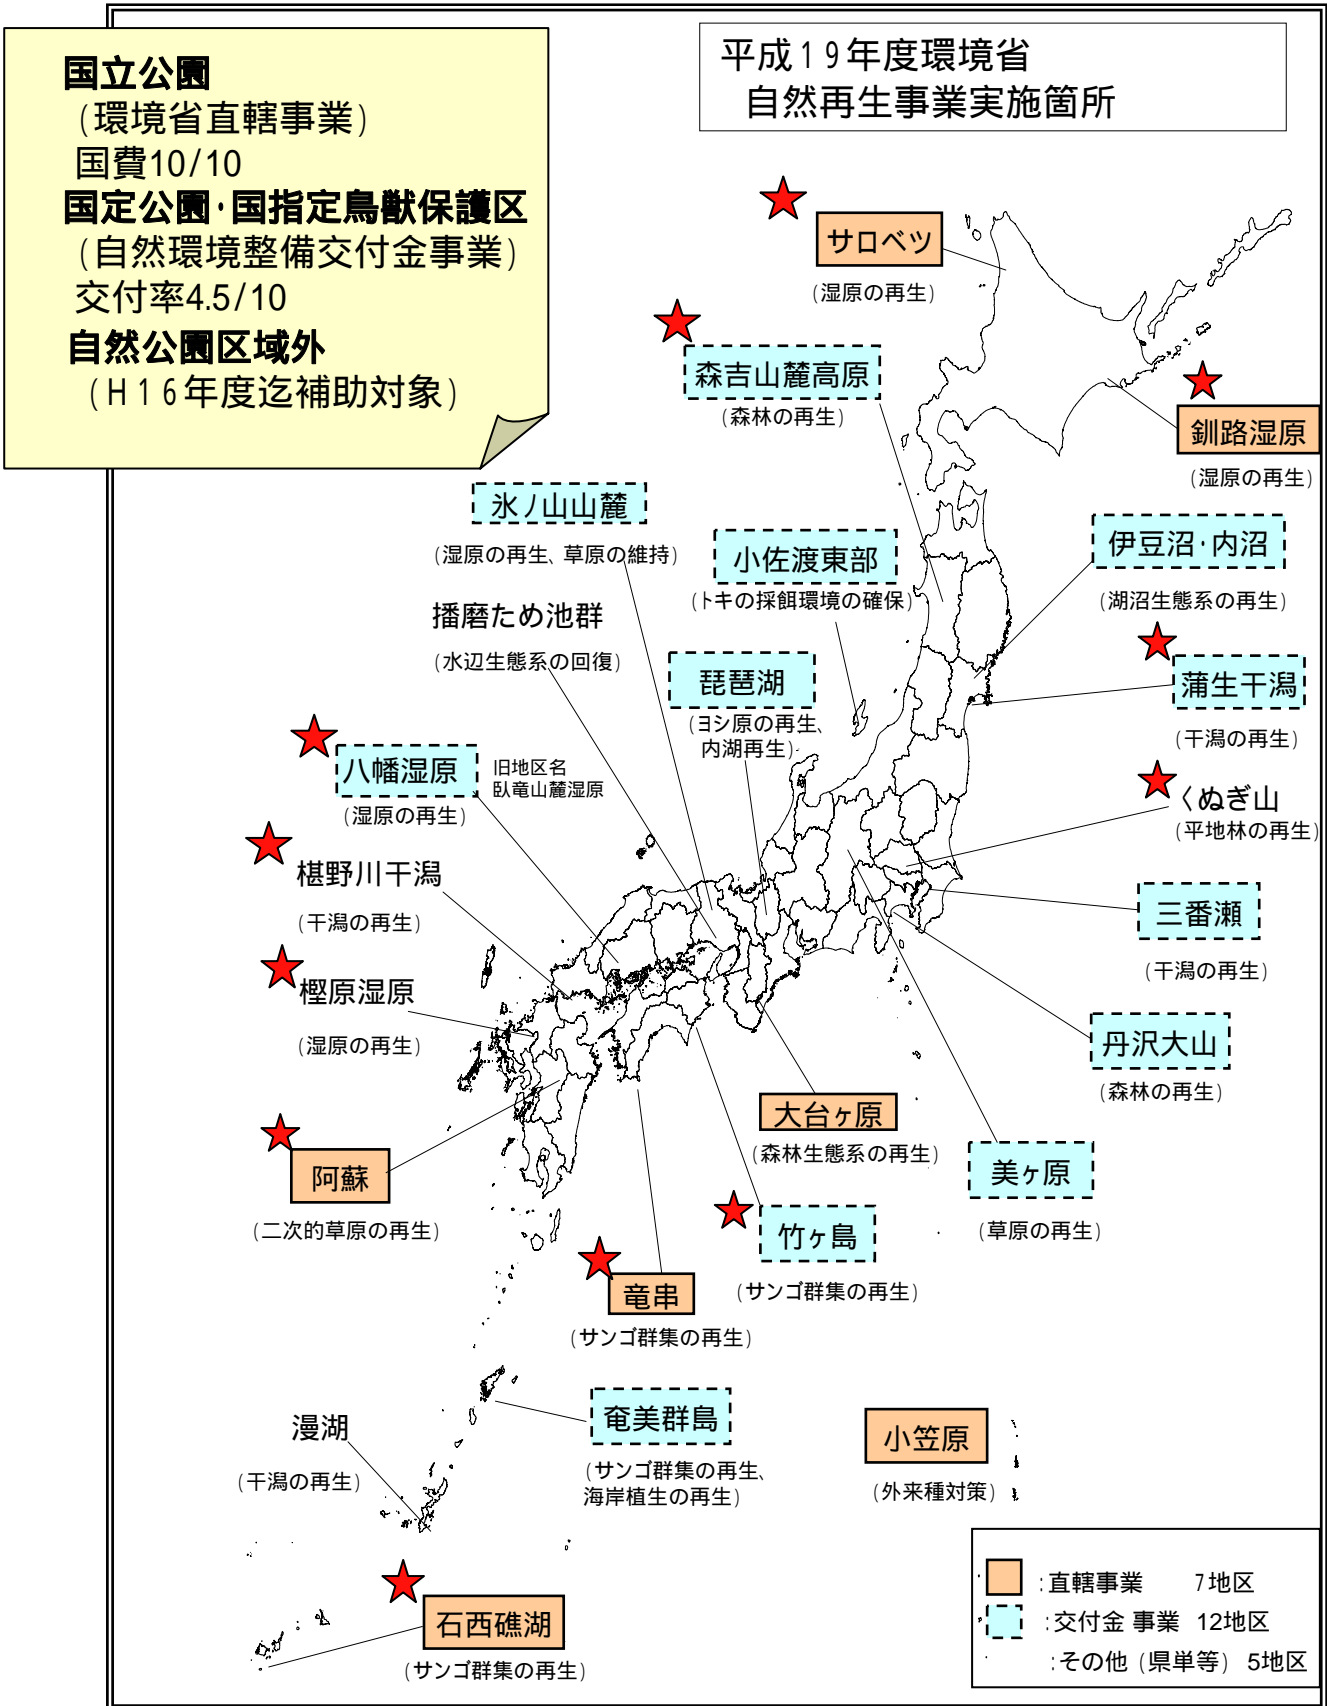 国立公園
(環境省直轄事業)
国費10/10
国定公園・国指定鳥獣保護区
(自然環境整備交付金事業)
交付率4.5/10
自然公園区域外
(H16年度迄補助対象)
平成19年度環境省
自然再生事業実施箇所
サロベツ
(湿原の再生)
森吉山麓高原
(森林の再生)
釧路湿原
(湿原の再生)
氷ノ山山麓
(湿原の再生、草原の維持)
小佐渡東部
(トキの採餌環境の確保)
伊豆沼・内沼
(湖沼生態系の再生)
播磨ため池群
(水辺生態系の回復)
琵琶湖
(ヨシ原の再生、
内湖再生)
蒲生干潟
(干潟の再生)
八幡湿原
旧地区名
臥竜山麓湿原
(湿原の再生)
くぬぎ山
(平地林の再生)
椹野川干潟
(干潟の再生)
三番瀬
(干潟の再生)
樫原湿原
(湿原の再生)
丹沢大山
(森林の再生)
大台ヶ原
(森林生態系の再生)
阿蘇
(二次的草原の再生)
美ヶ原
(草原の再生)
竹ヶ島
(サンゴ群集の再生)
竜串
(サンゴ群集の再生)
奄美群島
(サンゴ群集の再生、
海岸植生の再生)
漫湖
(干潟の再生)
小笠原
(外来種対策)
石西礁湖
(サンゴ群集の再生)
:直轄事業 7地区
:交付金 事業 12地区
:その他 (県単等) 5地区